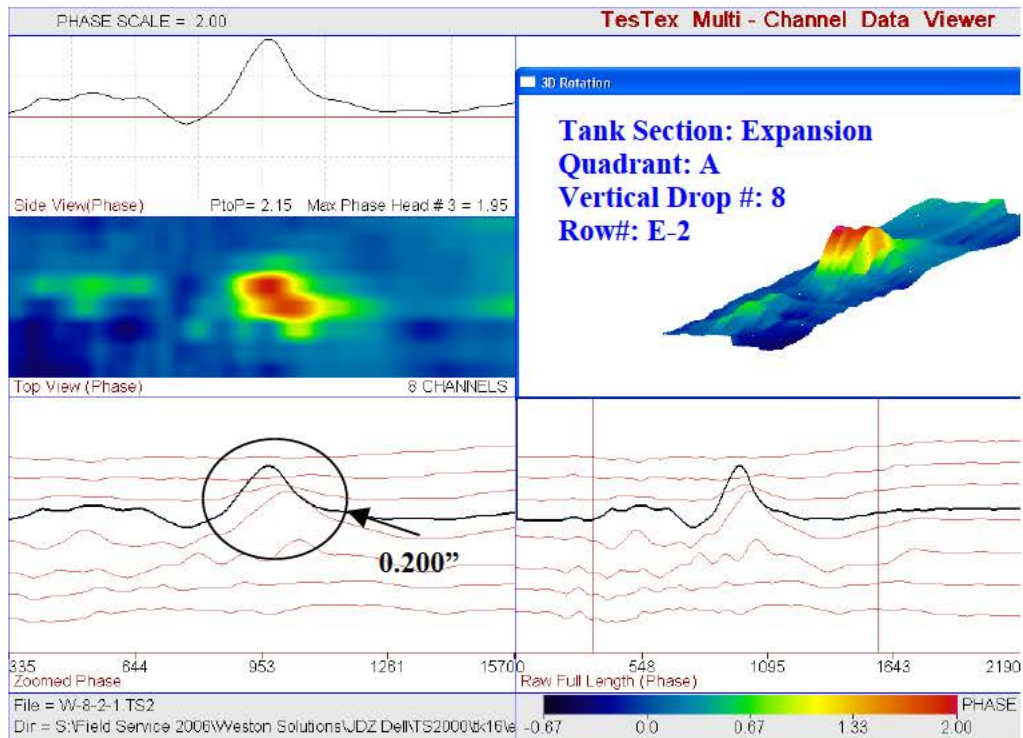 PHASE SCALE = 2.00
TesTex Multi - Channel Data Viewer
3D Rotation
Tank Section: Expansion
Quadrant: A
Vertical Drop #: 8
Row#: E-2
Side View(Phase) PtoP= 2.15 Max Phase Head # 3 = 1.95
Top View (Phase) 8 CHANNELS
0.200”
335 644 953 1261 1570
Zoomed Phase
0 548 1095 1643 2190
Raw Full Length (Phase)
File = W-8-2-1.TS2
Dir = S:\Field Service 2006\Weston Solutions\JDZ Dell\TS2000\tk16\e
PHASE
-0.67 0.0 0.67 1.33 2.00